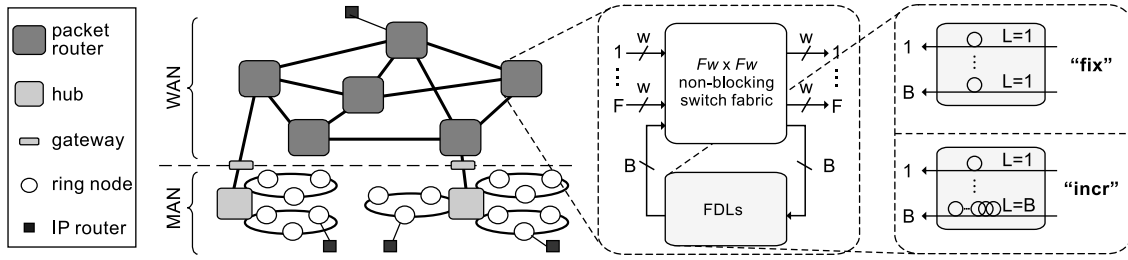 packet
router
hub
gateway
ring node
IP router
WAN
MAN
1
F
w
w
Fw x Fw
non-blocking
switch fabric
w
w
1
F
B
B
FDLs
1
L=1
B
L=1
“fix”
1
L=1
B
L=B
“incr”